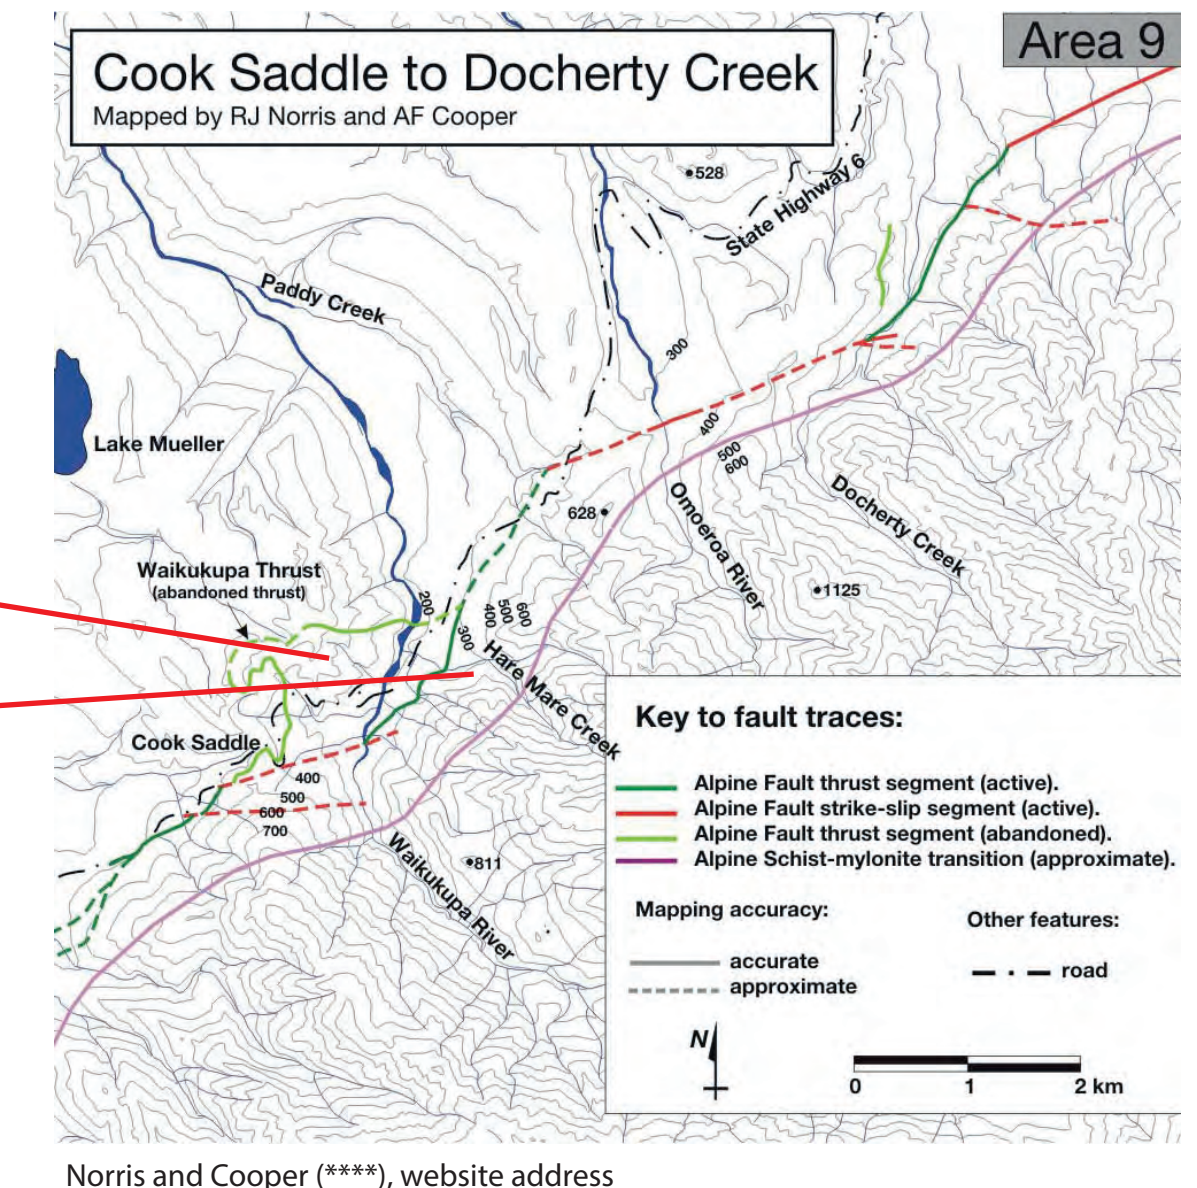 Area 9
Cook Saddle to Docherty Creek
Mapped by RJ Norris and AF Cooper
528
State Highway 6
Paddy Creek
300
Lake Mueller
400
500
600
628
Omoeroa River
Docherty Creek
1125
Waikukupa Thrust
(abandoned thrust)
200
300
400
500
600
Hare Mare Creek
Cook Saddle
400
500
600
700
811
Waikukupa River
Key to fault traces:
Alpine Fault thrust segment (active).
Alpine Fault strike-slip segment (active).
Alpine Fault thrust segment (abandoned).
Alpine Schist-mylonite transition (approximate).
Mapping accuracy:
accurate
approximate
Other features:
road
N
0 1 2 km
Norris and Cooper (****), website address